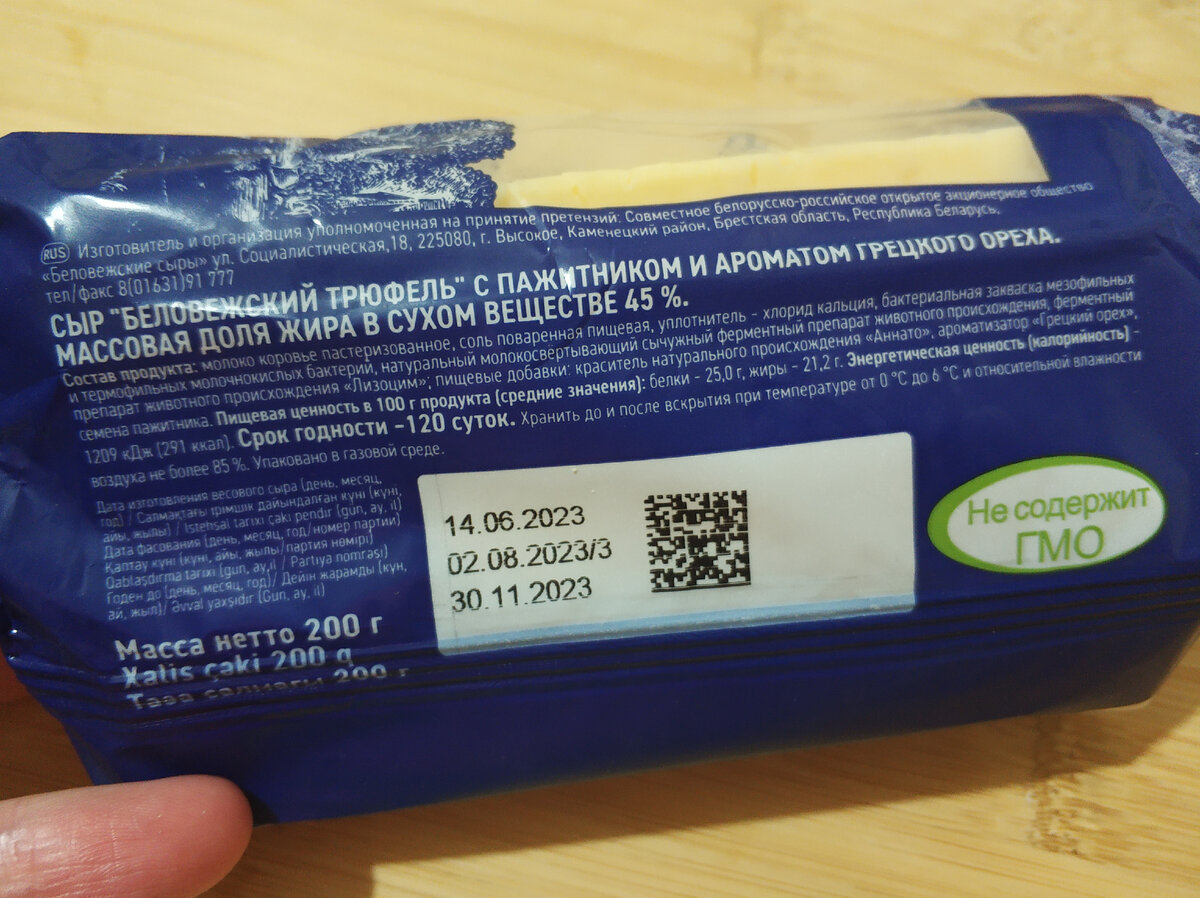 RUS Изготовитель и организация уполномоченная на принятие претензий: Совместное белорусско-российское открытое акционерное общество
«Беловежские сыры» ул. Социалистическая,18, 225080, г. Высокое, Каменецкий район, Брестская область, Республика Беларусь.
тел/факс 8(01631)91 777
СЫР "БЕЛОВЕЖСКИЙ ТРЮФЕЛЬ" С ПАЖИТНИКОМ И АРОМАТОМ ГРЕЦКОГО ОРЕХА.
МАССОВАЯ ДОЛЯ ЖИРА В СУХОМ ВЕЩЕСТВЕ 45 %.
Состав продукта: молоко коровье пастеризованное, соль поваренная пищевая, уплотнитель - хлорид кальция, бактериальная закваска мезофильных
и термофильных молочнокислых бактерий, натуральный молокосвёртывающий сычужный ферментный препарат животного происхождения, ферментный
препарат животного происхождения «Лизоцим», пищевые добавки: краситель натурального происхождения «Аннато», ароматизатор «Грецкий орех»,
семена пажитника. Пищевая ценность в 100 г продукта (средние значения): белки - 25,0 г, жиры - 21,2 г. Энергетическая ценность (калорийность) -
1209 кДж (291 ккал). Срок годности -120 суток. Хранить до и после вскрытия при температуре от 0 °С до 6 °С и относительной влажности
воздуха не более 85 %. Упаковано в газовой среде.
Дата изготовления весового сыра (день, месяц,
год) / Салмақтағы ірімшік дайындалған күні (күні,
айы, жылы) / Istehsal tarixi çəki pendir (gün, ay, il)
Дата фасования (день, месяц, год/номер партии)
Қаптау күні (күні, айы, жылы/партия нөмірі)
Qablaşdırma tarixi (gun, ay,il / Partiya nomrəsi)
Годен до (день, месяц, год)/ Дейін жарамды (күн,
ай, жыл)/ Əvvəl yaxşıdır (Gun, ay, il)
14.06.2023
02.08.2023/3
30.11.2023
Не содержит
ГМО
Масса нетто 200 г
Xalis çəki 200 q
Таза салмағы 200 г